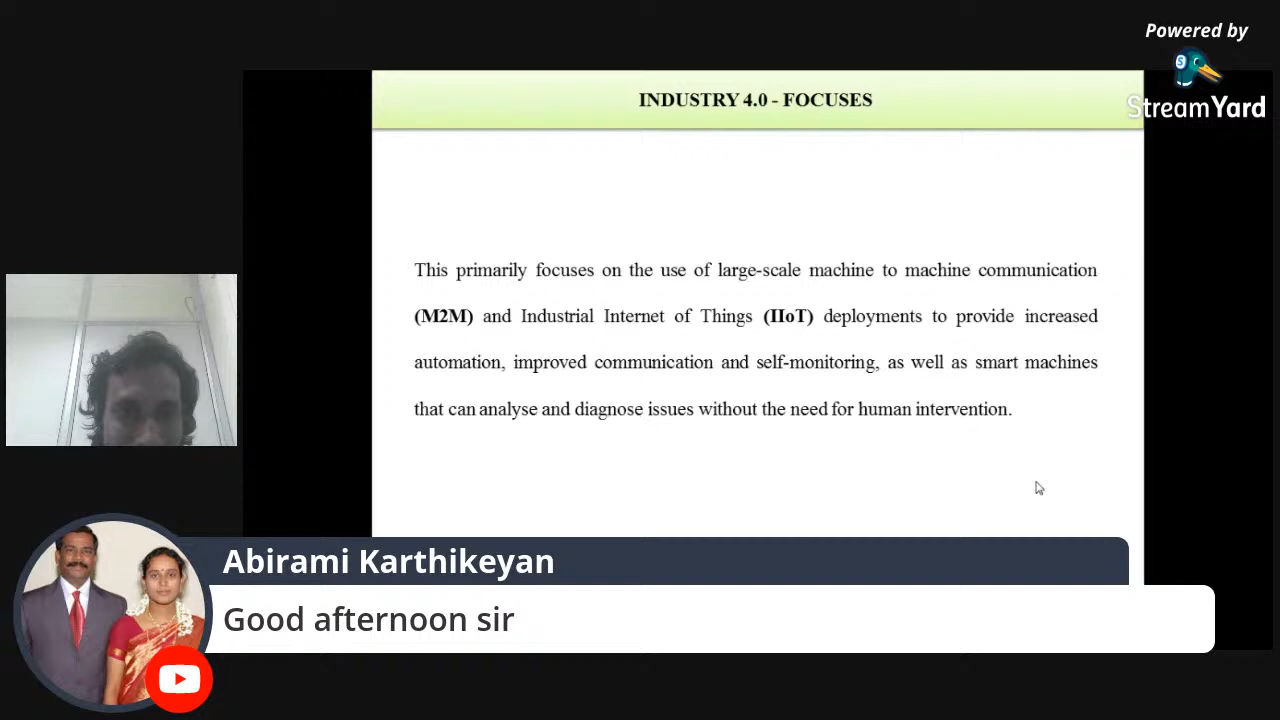 Powered by
StreamYard
INDUSTRY 4.0 - FOCUSES
This primarily focuses on the use of large-scale machine to machine communication
(M2M) and Industrial Internet of Things (IIoT) deployments to provide increased
automation, improved communication and self-monitoring, as well as smart machines
that can analyse and diagnose issues without the need for human intervention.
Abirami Karthikeyan
Good afternoon sir